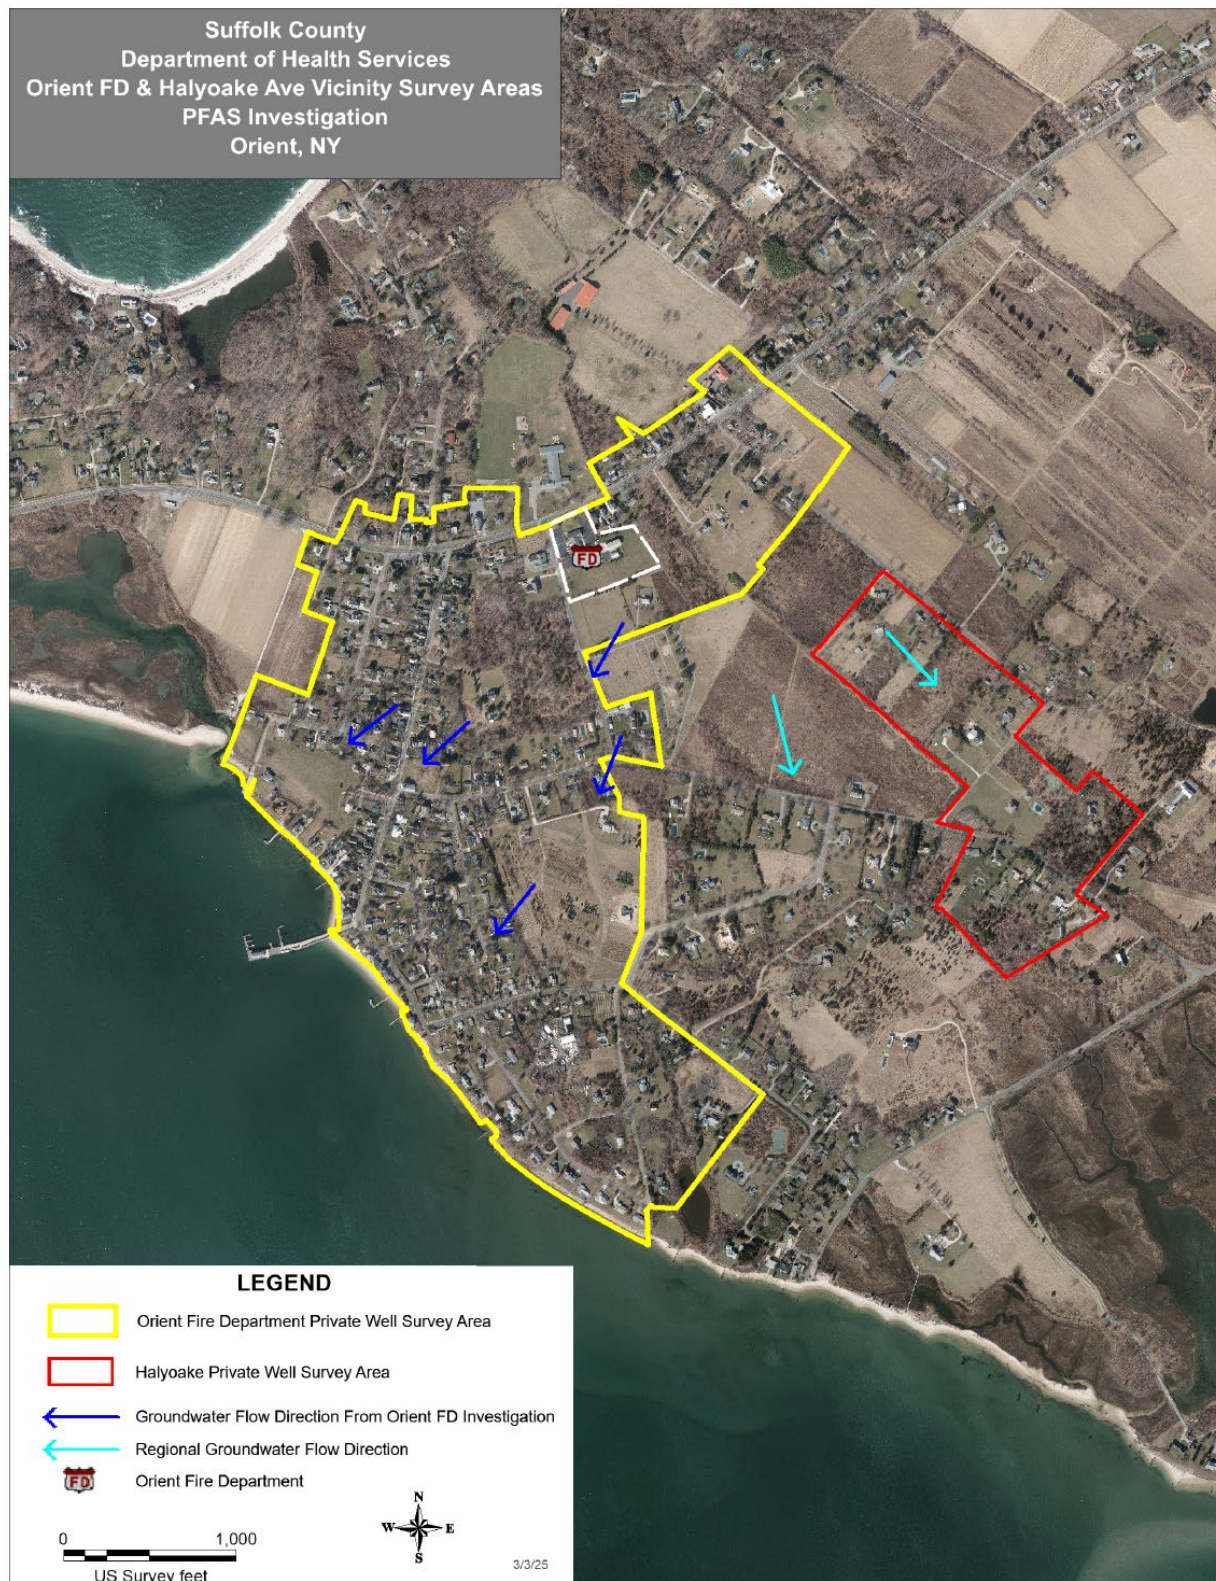 Suffolk County
Department of Health Services
Orient FD & Halyoake Ave Vicinity Survey Areas
PFAS Investigation
Orient, NY
FD
LEGEND
Orient Fire Department Private Well Survey Area
Halyoake Private Well Survey Area
Groundwater Flow Direction From Orient FD Investigation
Regional Groundwater Flow Direction
FD
Orient Fire Department
N
W E
S
0 1,000
US Survey feet
3/3/25